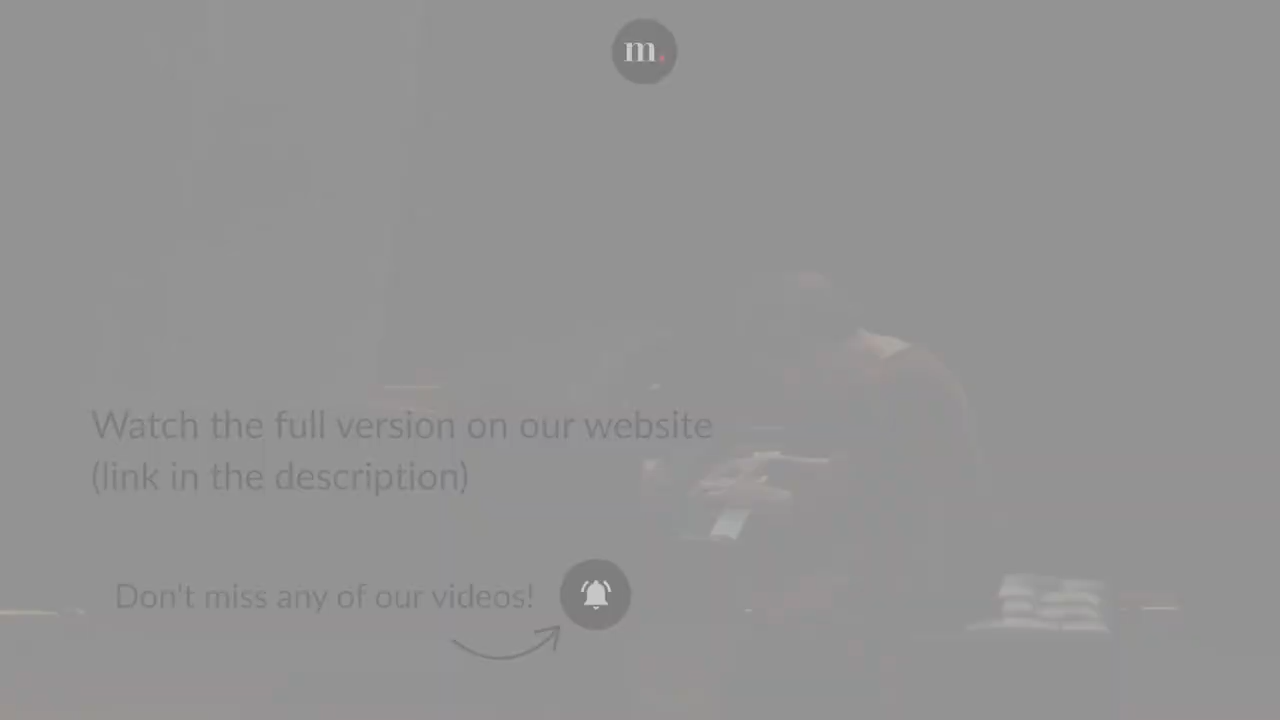 m.
Watch the full version on our website
(link in the description)
Don't miss any of our videos!